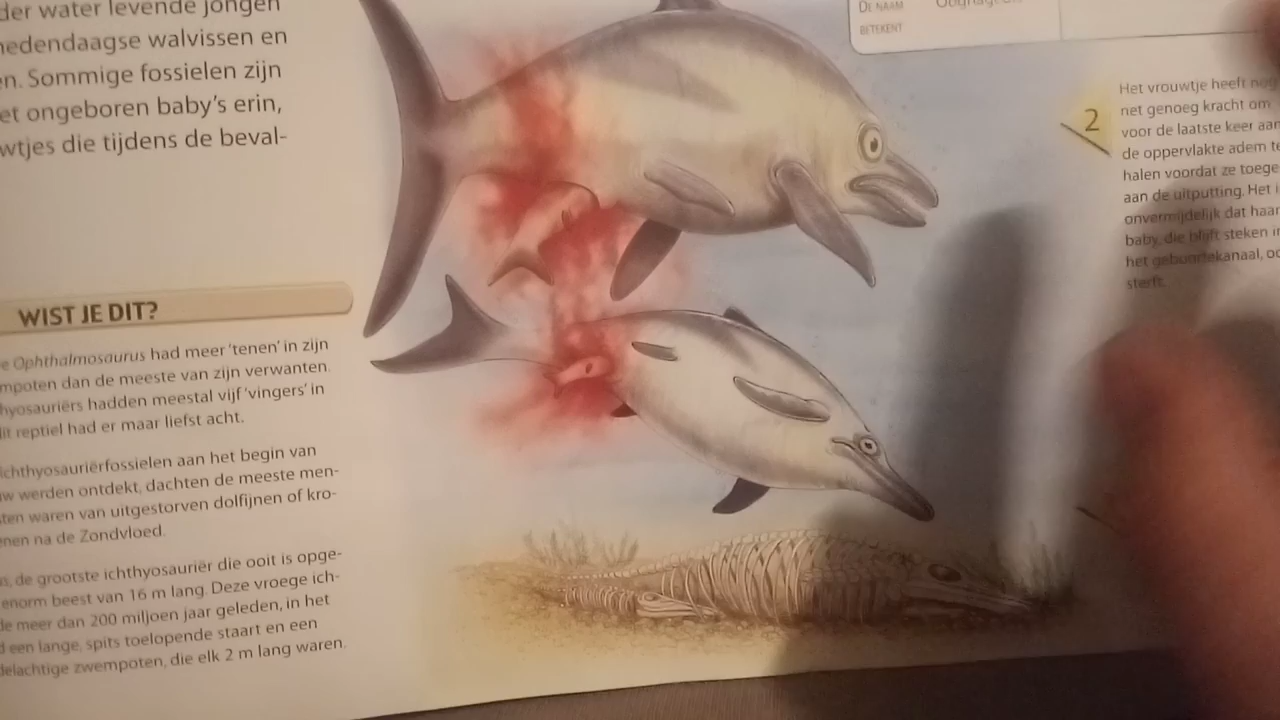 der water levende jongen
nedendaagse walvissen en
en. Sommige fossielen zijn
et ongeboren baby's erin,
wtjes die tijdens de beval-
WIST JE DIT?
e Ophthalmosaurus had meer 'tenen' in zijn
mpoten dan de meeste van zijn verwanten.
hyosauriërs hadden meestal vijf 'vingers' in
it reptiel had er maar liefst acht.
ichthyosauriërfossielen aan het begin van
uw werden ontdekt, dachten de meeste men-
sten waren van uitgestorven dolfijnen of kro-
enen na de Zondvloed.
s, de grootste ichthyosauriër die ooit is opge-
enorm beest van 16 m lang. Deze vroege ich-
de meer dan 200 miljoen jaar geleden, in het
d een lange, spits toelopende staart en een
delachtige zwempoten, die elk 2 m lang waren.
DE NAAM
BETEKENT
2
Het vrouwtje heeft nog
net genoeg kracht om
voor de laatste keer aan
de oppervlakte adem te
halen voordat ze toege
aan de uitputting. Het i
onvermijdelijk dat haar
baby, die blijft steken in
het geboortekanaal, oo
sterft.